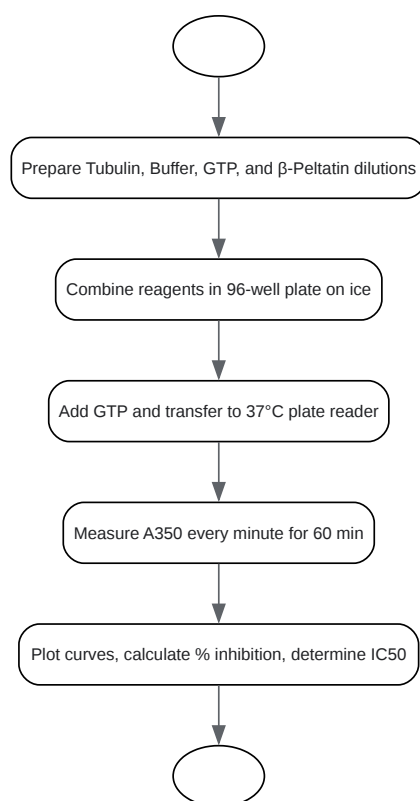 Prepare Tubulin, Buffer, GTP, and β-Peltatin dilutions
Combine reagents in 96-well plate on ice
Add GTP and transfer to 37°C plate reader
Measure A350 every minute for 60 min
Plot curves, calculate % inhibition, determine IC50